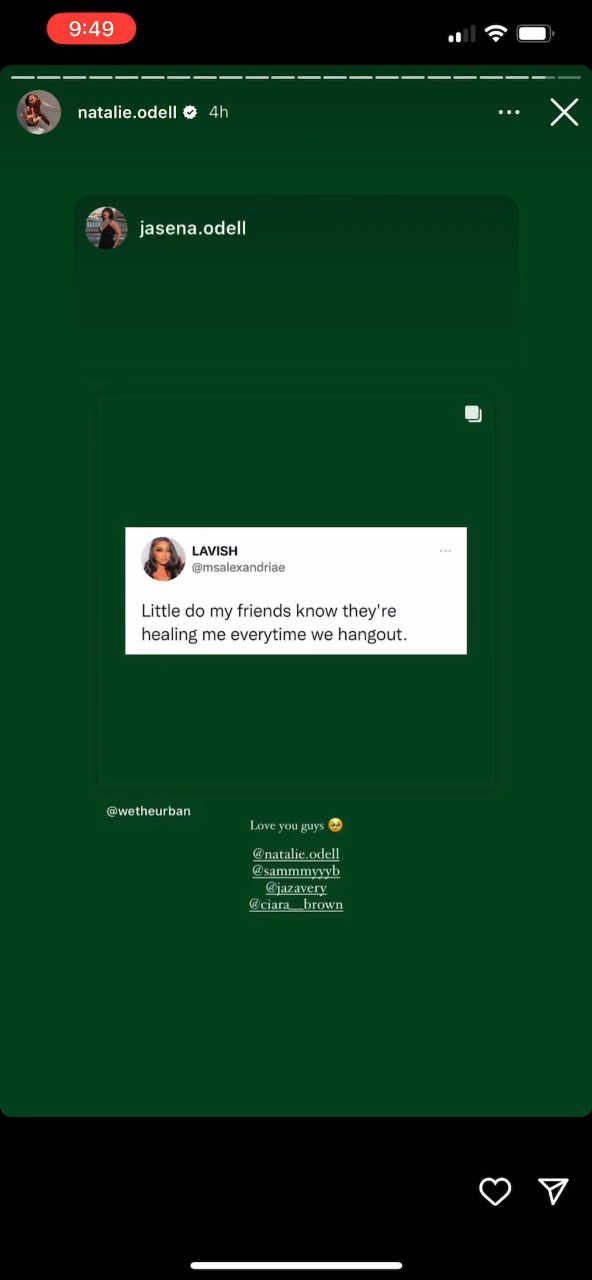 9:49
natalie.odell 4h
jasena.odell
LAVISH
@msalexandriae
Little do my friends know they're
healing me everytime we hangout.
@wetheurban
Love you guys 🥹
@natalie.odell
@sammmyyyb
@jazavery
@ciara__brown